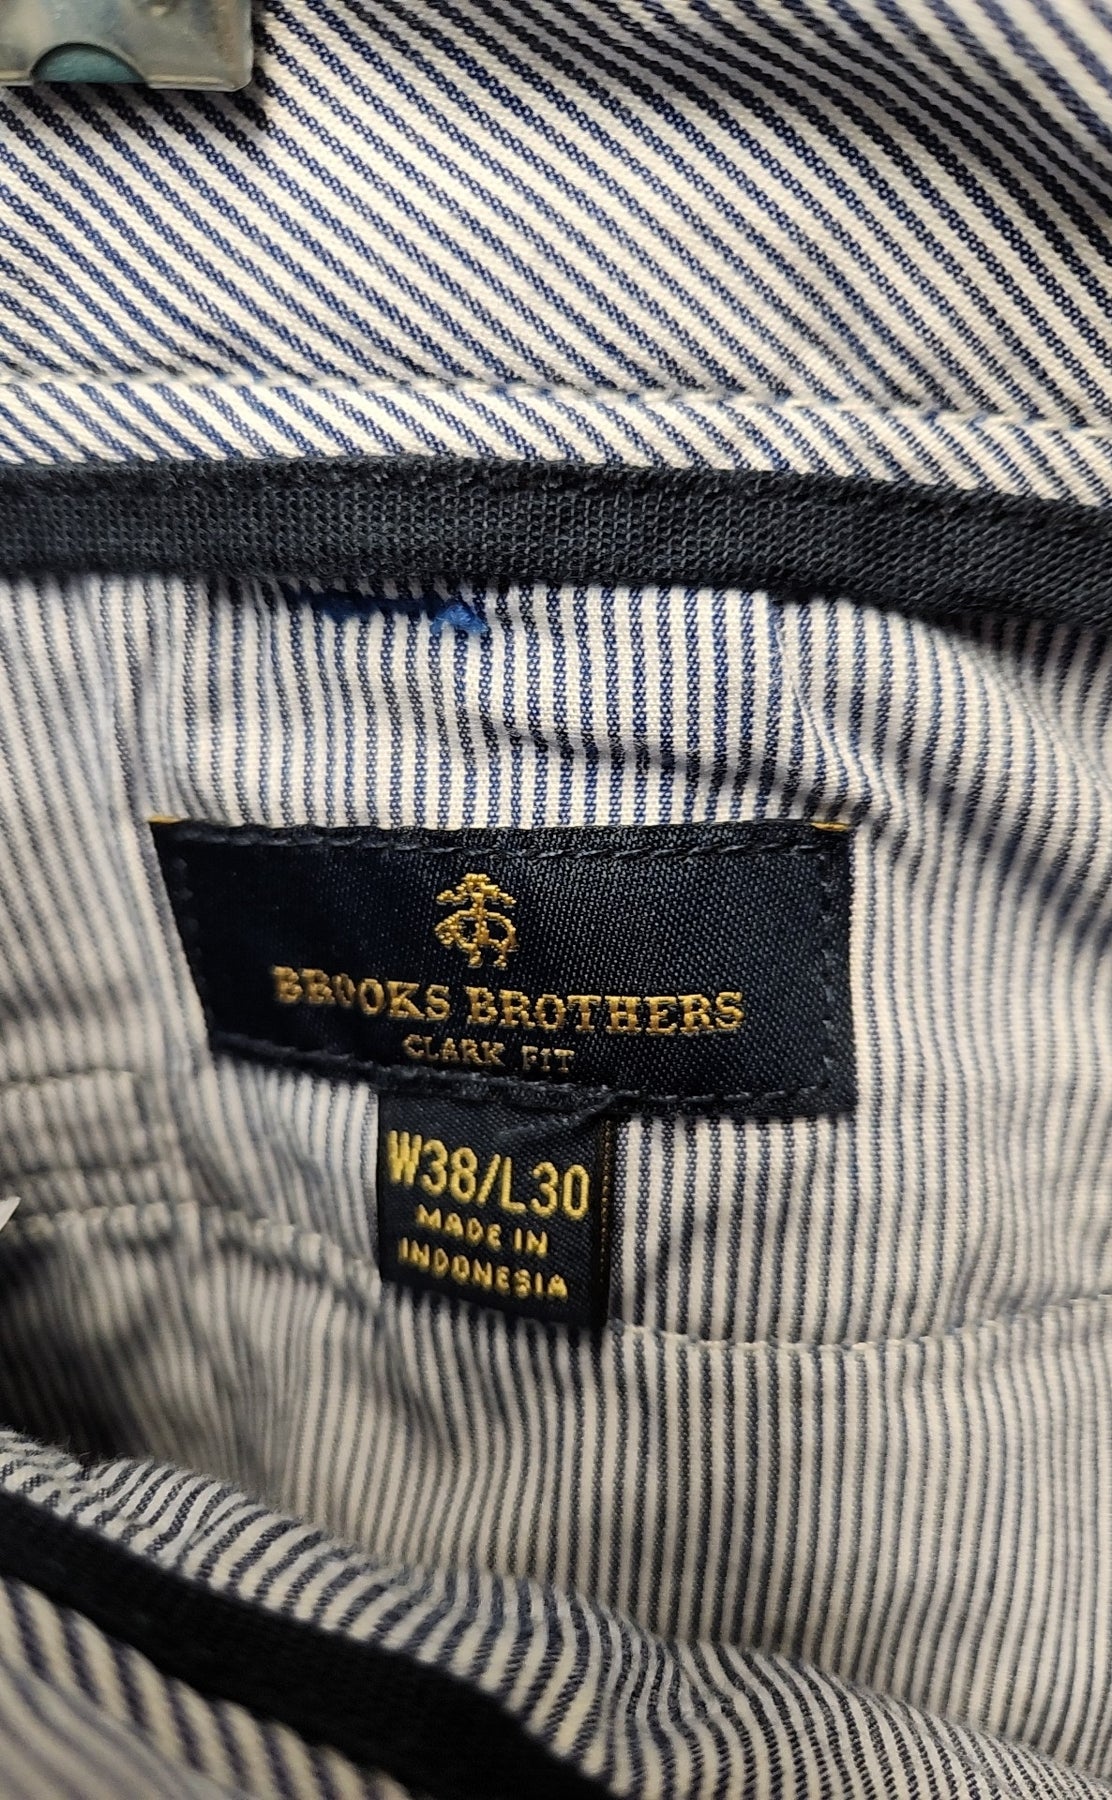 BROOKS BROTHERS
CLARK FIT
W38/L30
MADE IN
INDONESIA